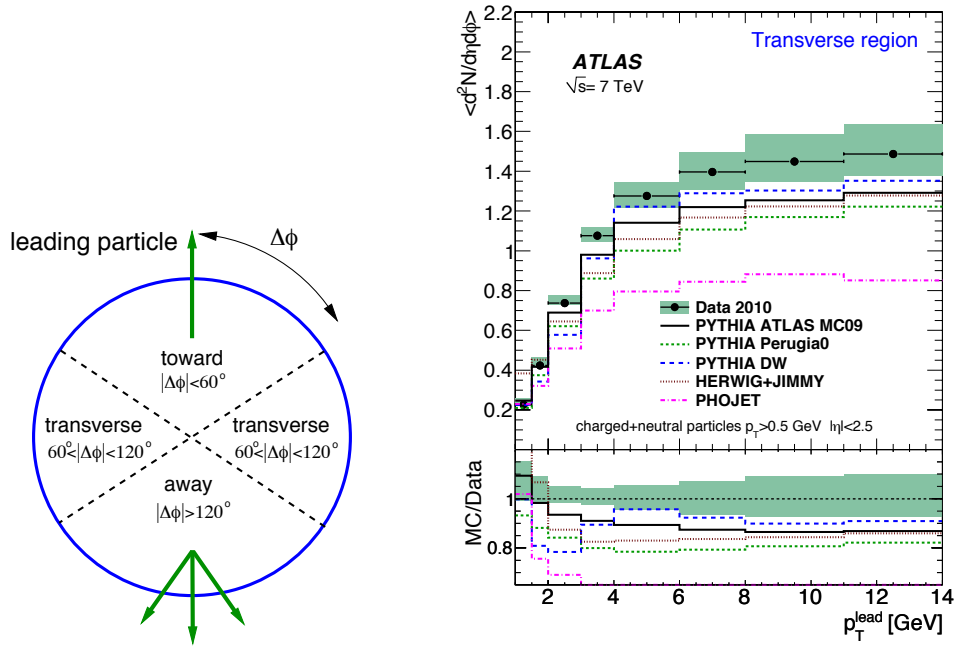 leading particle
Δϕ
toward
|Δϕ|<60°
transverse
60°<|Δϕ|<120°
transverse
60°<|Δϕ|<120°
away
|Δϕ|>120°
<d²N/dηdϕ>
2.2
2
1.8
1.6
1.4
1.2
1
0.8
0.6
0.4
0.2
Transverse region
ATLAS
√s= 7 TeV
Data 2010
PYTHIA ATLAS MC09
PYTHIA Perugia0
PYTHIA DW
HERWIG+JIMMY
PHOJET
charged+neutral particles p_T>0.5 GeV |η|<2.5
MC/Data
1
0.8
2 4 6 8 10 12 14
p_T^lead [GeV]